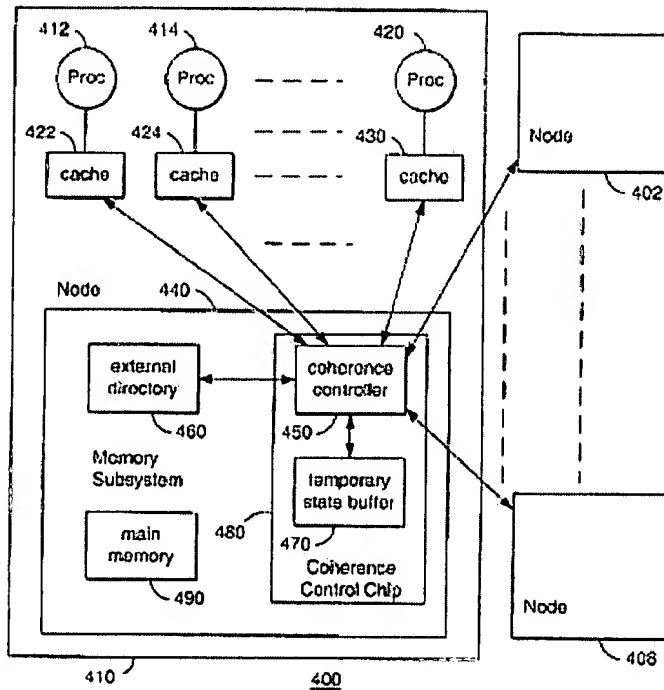 412
414
420
Proc
Proc
Proc
422
424
430
cache
cache
cache
Node
402
Node
440
external
directory
460
coherence
controller
450
Memory
Subsystem
temporary
state buffer
480
470
main
memory
490
Coherence
Control Chip
Node
410
400
408